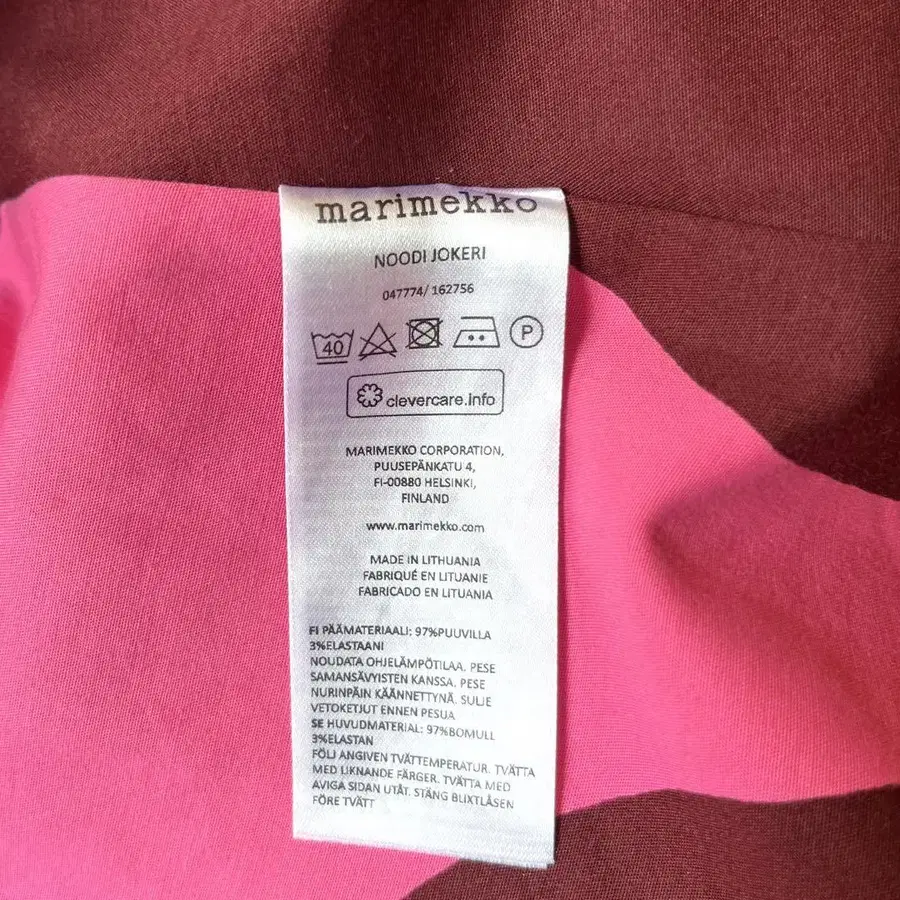 marimekko
NOODI JOKERI
047774/162756
40 P
clevercare.info
MARIMEKKO CORPORATION,
PUUSEPÄNKATU 4,
FI-00880 HELSINKI,
FINLAND
www.marimekko.com
MADE IN LITHUANIA
FABRIQUÉ EN LITUANIE
FABRICADO EN LITUANIA
FI PÄÄMATERIAALI: 97%PUUVILLA
3%ELASTAANI
NOUDATA OHJELÄMPÖTILAA. PESE
SAMANSÄVYISTEN KANSSA. PESE
NURINPÄIN KÄÄNNETTYNÄ. SULJE
VETOKETJUT ENNEN PESUA
SE HUVUDMATERIAL: 97%BOMULL
3%ELASTAN
FÖLJ ANGIVEN TVÄTTEMPERATUR. TVÄTTA
MED LIKNANDE FÄRGER. TVÄTTA MED
AVIGA SIDAN UTÅT. STÄNG BLIXTLÅSEN
FÖRE TVÄTT